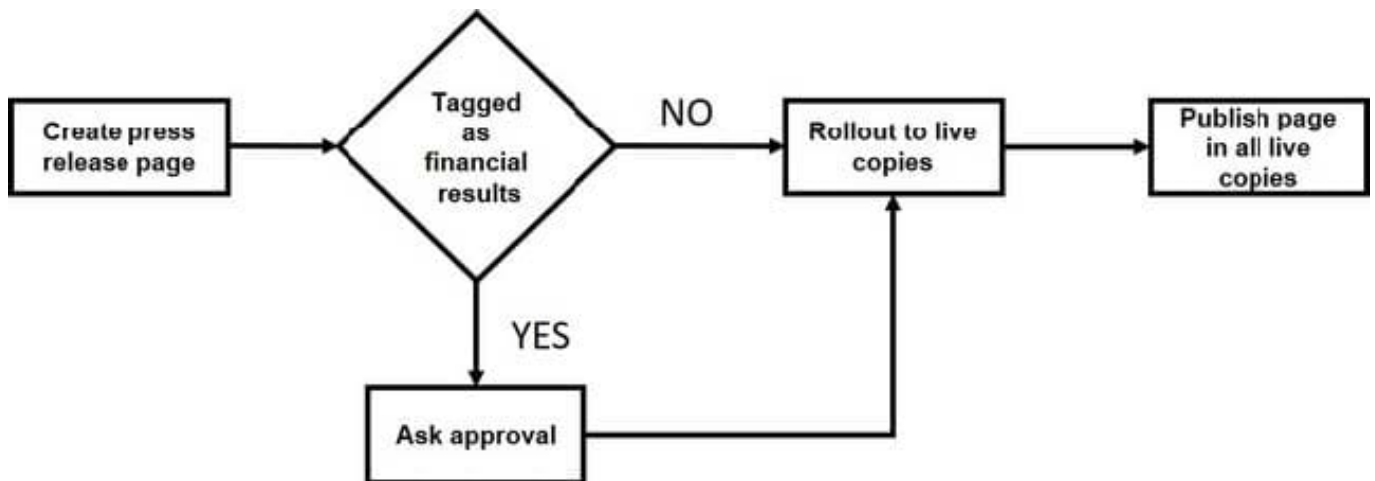 Create press
release page
Tagged
as
financial
results
NO
Rollout to live
copies
Publish page
in all live
copies
YES
Ask approval